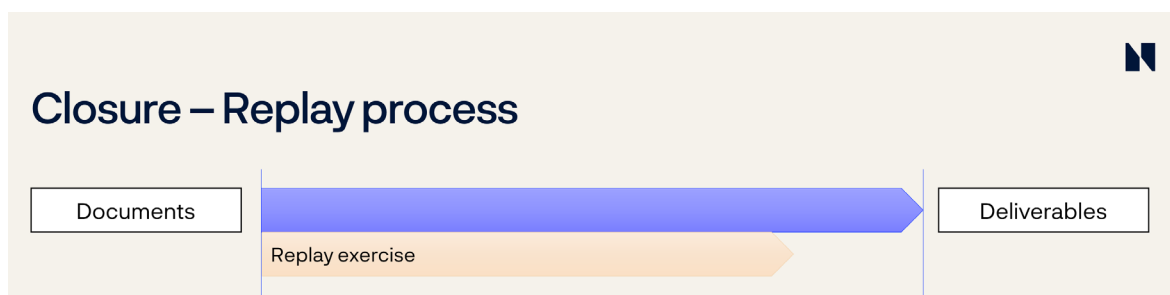 Closure – Replay process
Documents
Deliverables
Replay exercise